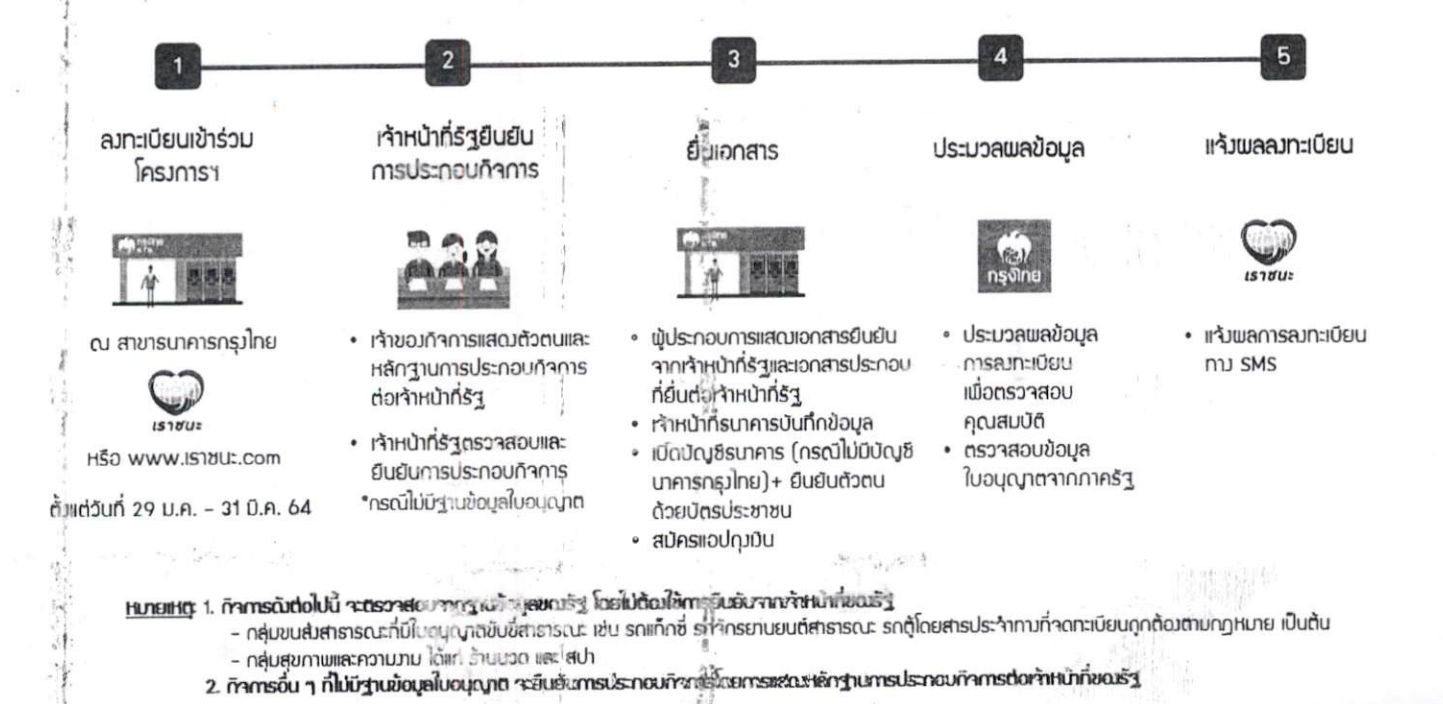 1
2
3
4
5
ลงทะเบียนเข้าร่วม
โครงการฯ
กรุงไทย
ณ สาขาธนาคารกรุงไทย
เราชนะ
หรือ www.เราชนะ.com
ตั้งแต่วันที่ 29 ม.ค. - 31 มี.ค. 64
เจ้าหน้าที่รัฐยืนยัน
การประกอบกิจการ
• เจ้าของกิจการแสดงตัวตนและ
หลักฐานการประกอบกิจการ
ต่อเจ้าหน้าที่รัฐ
• เจ้าหน้าที่รัฐตรวจสอบและ
ยืนยันการประกอบกิจการ
*กรณีไม่มีฐานข้อมูลใบอนุญาต
ยื่นเอกสาร
• ผู้ประกอบการแสดงเอกสารยืนยัน
จากเจ้าหน้าที่รัฐและเอกสารประกอบ
ที่ยื่นต่อเจ้าหน้าที่รัฐ
• เจ้าหน้าที่ธนาคารบันทึกข้อมูล
• เปิดบัญชีธนาคาร (กรณีไม่มีบัญชี
นาคารกรุงไทย)+ ยืนยันตัวตน
ด้วยบัตรประชาชน
• สมัครแอปถุงเงิน
ประมวลผลข้อมูล
กรุงไทย
• ประมวลผลข้อมูล
การลงทะเบียน
เพื่อตรวจสอบ
คุณสมบัติ
• ตรวจสอบข้อมูล
ใบอนุญาตจากภาครัฐ
แจ้งผลลงทะเบียน
เราชนะ
• แจ้งผลการลงทะเบียน
ทาง SMS
หมายเหตุ: 1. กิจการดังต่อไปนี้ จะตรวจสอบจากฐานข้อมูลของรัฐ โดยไม่ต้องใช้การยืนยันจากเจ้าหน้าที่ของรัฐ
- กลุ่มขนส่งสาธารณะที่มีใบอนุญาตขับขี่สาธารณะ เช่น รถแท็กซี่ รถจักรยานยนต์สาธารณะ รถตู้โดยสารประจำทางที่จดทะเบียนถูกต้องตามกฎหมาย เป็นต้น
- กลุ่มสุขภาพและความงาม ได้แก่ ร้านนวด และ สปา
2. กิจการอื่น ๆ ที่ไม่มีฐานข้อมูลใบอนุญาต จะยืนยันการประกอบกิจการได้โดยการแสดงหลักฐานการประกอบกิจการต่อเจ้าหน้าที่ของรัฐ